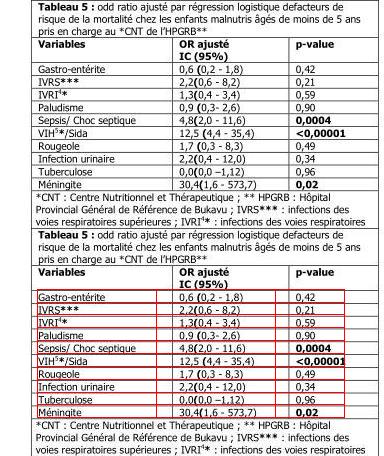 Tableau 5 : odd ratio ajusté par régression logistique defacteurs de
risque de la mortalité chez les enfants malnutris âgés de moins de 5 ans
pris en charge au *CNT de l'HPGRB**
Variables OR ajusté IC (95%) p-value
Gastro-entérite 0,6 (0,2 - 1,8) 0,42
IVRS*** 2,2(0,6 - 8,2) 0,21
IVRI⁴* 1,3(0,4 - 3,4) 0,59
Paludisme 0,9 (0,3- 2,6) 0,90
Sepsis/ Choc septique 4,8(2,0 - 11,6) 0,0004
VIH⁵*/Sida 12,5 (4,4 - 35,4) <0,00001
Rougeole 1,7 (0,3 - 8,3) 0,49
Infection urinaire 2,2(0,4 - 12,0) 0,34
Tuberculose 0,0(0,0 –1,12) 0,96
Méningite 30,4(1,6 - 573,7) 0,02
*CNT : Centre Nutritionnel et Thérapeutique ; ** HPGRB : Hôpital
Provincial Général de Référence de Bukavu ; IVRS*** : infections des
voies respiratoires supérieures ; IVRI⁴* : infections des voies respiratoires
Tableau 5 : odd ratio ajusté par régression logistique defacteurs de
risque de la mortalité chez les enfants malnutris âgés de moins de 5 ans
pris en charge au *CNT de l'HPGRB**
Variables OR ajusté IC (95%) p-value
Gastro-entérite 0,6 (0,2 - 1,8) 0,42
IVRS*** 2,2(0,6 - 8,2) 0,21
IVRI⁴* 1,3(0,4 - 3,4) 0,59
Paludisme 0,9 (0,3- 2,6) 0,90
Sepsis/ Choc septique 4,8(2,0 - 11,6) 0,0004
VIH⁵*/Sida 12,5 (4,4 - 35,4) <0,00001
Rougeole 1,7 (0,3 - 8,3) 0,49
Infection urinaire 2,2(0,4 - 12,0) 0,34
Tuberculose 0,0(0,0 –1,12) 0,96
Méningite 30,4(1,6 - 573,7) 0,02
*CNT : Centre Nutritionnel et Thérapeutique ; ** HPGRB : Hôpital
Provincial Général de Référence de Bukavu ; IVRS*** : infections des
voies respiratoires supérieures ; IVRI⁴* : infections des voies respiratoires